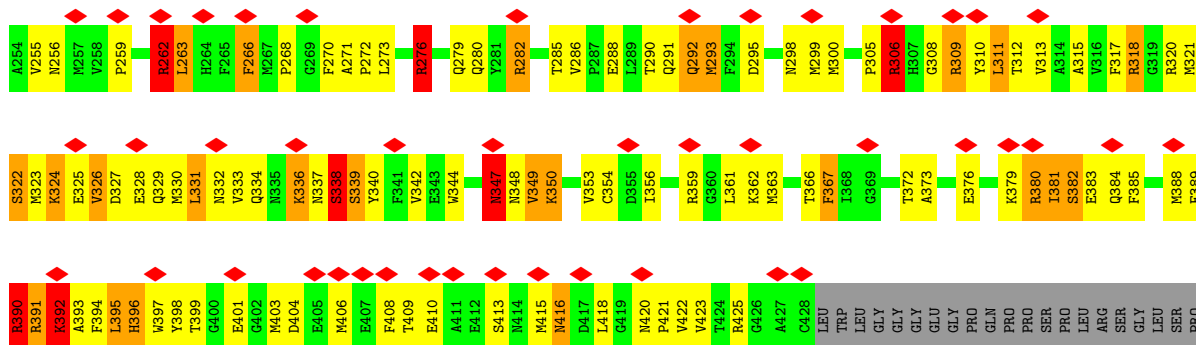 A254 V255 N256 M257 V258 P259 R262 L263 H264 F265 F266 M267 P268 G269 F270 A271 P272 L273 R276 Q279 Q280 Y281 R282 T285 V286 P287 E288 L289 T290 Q291 Q292 M293 F294 D295 N298 M299 M300 P305 R306 H307 G308 R309 Y310 L311 T312 V313 A314 A315 V316 F317 R318 G319 R320 M321
S322 M323 K324 E325 V326 D327 E328 Q329 M330 L331 N332 V333 Q334 N335 K336 N337 S338 S339 Y340 F341 V342 E343 W344 N347 N348 V349 K350 V353 C354 D355 I356 R359 G360 L361 K362 M363 T366 F367 I368 G369 T372 A373 E376 K379 R380 I381 S382 E383 Q384 F385 M388 F389
R390 R391 K392 A393 F394 L395 H396 W397 Y398 T399 G400 E401 G402 M403 D404 E405 M406 E407 F408 T409 E410 A411 E412 S413 N414 M415 N416 D417 L418 G419 N420 P421 V422 V423 T424 R425 G426 A427 C428 LEU TRP LEU GLY GLY GLY GLU GLY PRO GLN PRO PRO SER PRO LEU ARG SER GLY LEU SER PRO